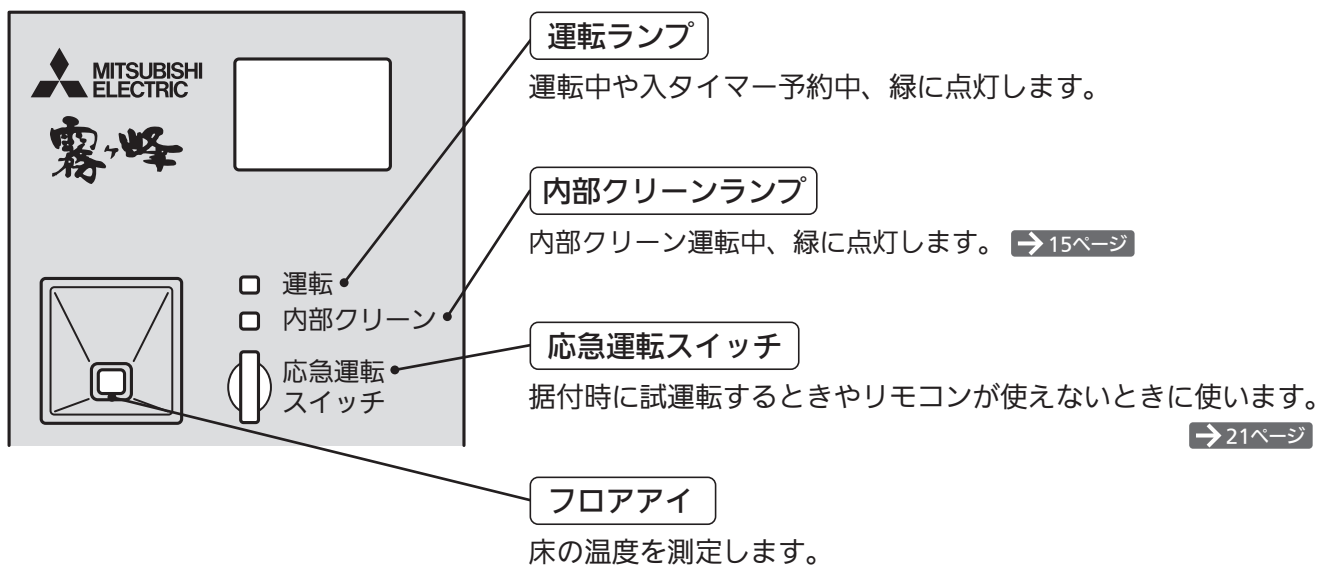 MITSUBISHI
ELECTRIC
霧ヶ峰
運転
内部クリーン
応急運転
スイッチ
運転ランプ
運転中や入タイマー予約中、緑に点灯します。
内部クリーンランプ
内部クリーン運転中、緑に点灯します。 →15ページ
応急運転スイッチ
据付時に試運転するときやリモコンが使えないときに使います。
→21ページ
フロアアイ
床の温度を測定します。